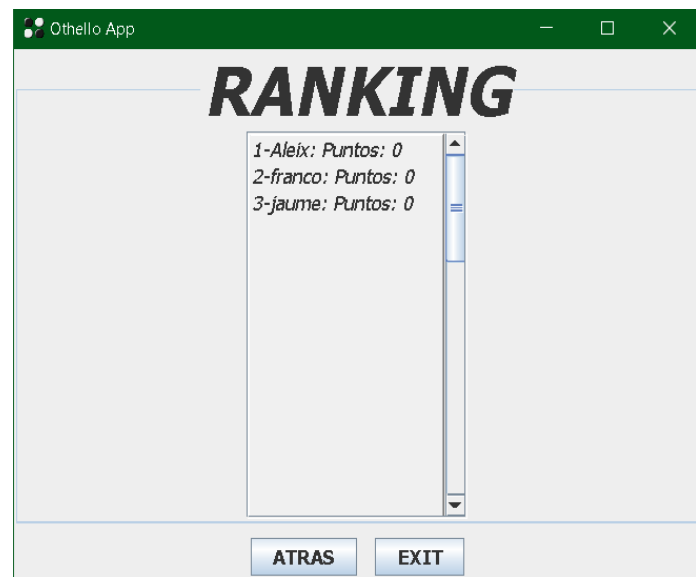 Othello App
RANKING
1-Aleix: Puntos: 0
2-franco: Puntos: 0
3-jaume: Puntos: 0
ATRAS EXIT